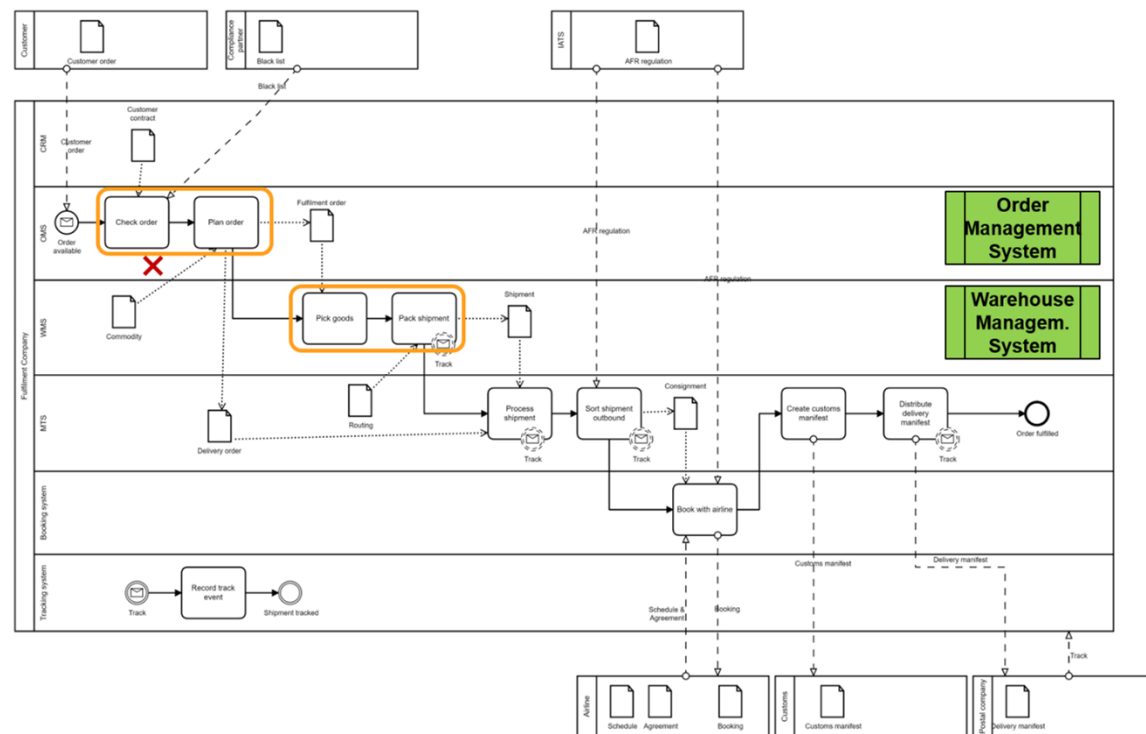 Customer
Customer order
Compliance
partner
Black list
IATS
AFR regulation
Black list
Fulfilment Company
CRM
Customer
contract
Customer
order
OMS
Order
available
Check order
Plan order
Fulfilment order
AFR regulation
Order
Management
System
AFR regulation
WMS
Commodity
Pick goods
Pack shipment
Track
Shipment
Warehouse
Managem.
System
MTS
Delivery order
Routing
Process
shipment
Track
Sort shipment
outbound
Track
Consignment
Create customs
manifest
Distribute
delivery
manifest
Track
Order fulfilled
Booking system
Book with airline
Tracking system
Track
Record track
event
Shipment tracked
Schedule &
Agreement
Booking
Customs manifest
Delivery manifest
Track
Airline
Schedule
Agreement
Booking
Customs
Customs manifest
Postal company
Delivery manifest